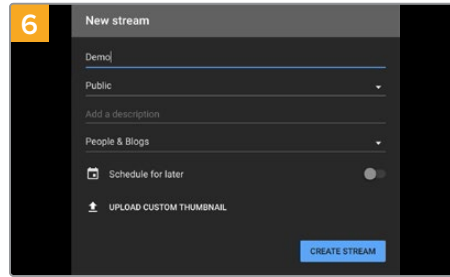 6
New stream
Demo
Public
Add a description
People & Blogs
Schedule for later
UPLOAD CUSTOM THUMBNAIL
CREATE STREAM